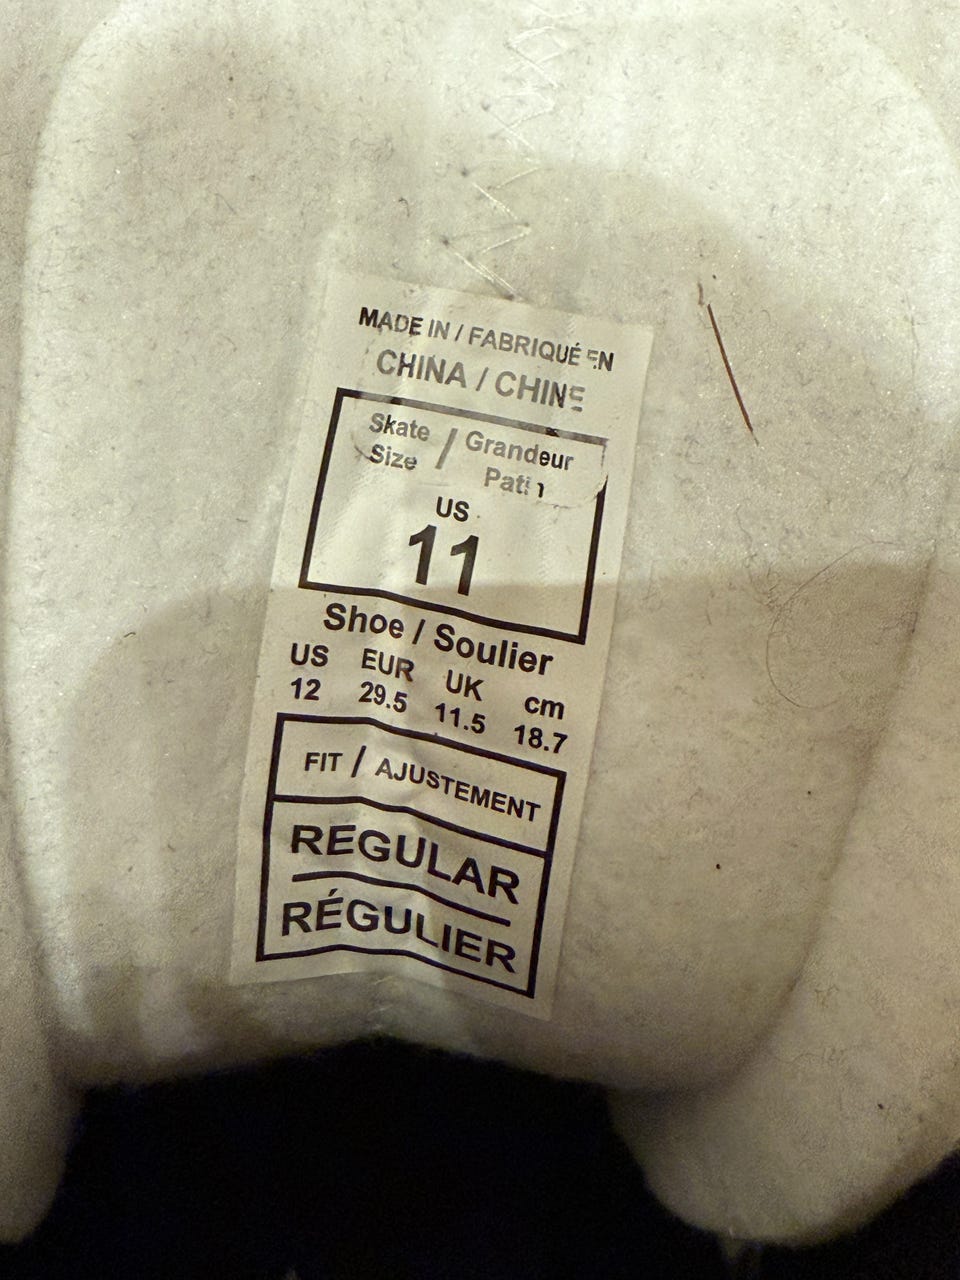 MADE IN / FABRIQUÉ EN
CHINA / CHINE
Skate Size / Grandeur Patin
US
11
Shoe / Soulier
US EUR UK cm
12 29.5 11.5 18.7
FIT / AJUSTEMENT
REGULAR
RÉGULIER